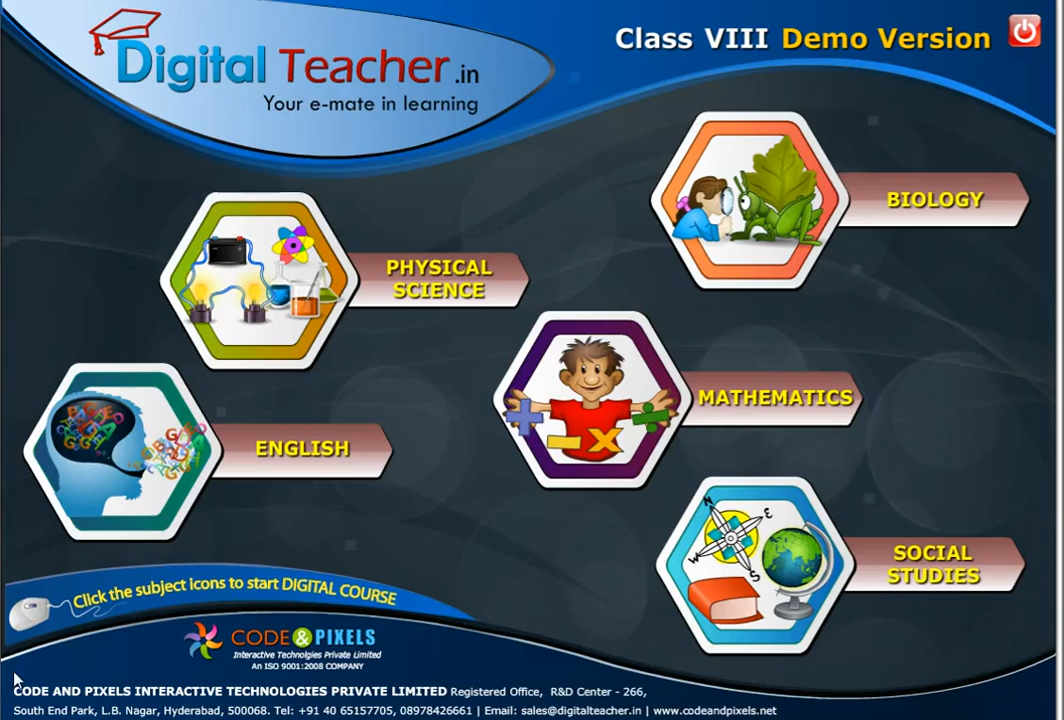 Digital Teacher.in
Your e-mate in learning
Class VIII Demo Version
BIOLOGY
PHYSICAL
SCIENCE
MATHEMATICS
ENGLISH
N
E
W
S
SOCIAL
STUDIES
Click the subject icons to start DIGITAL COURSE
CODE & PIXELS
Interactive Technolgies Private Limited
An ISO 9001:2008 COMPANY
CODE AND PIXELS INTERACTIVE TECHNOLOGIES PRIVATE LIMITED Registered Office, R&D Center - 266,
South End Park, L.B. Nagar, Hyderabad, 500068. Tel: +91 40 65157705, 08978426661 | Email: sales@digitalteacher.in | www.codeandpixels.net